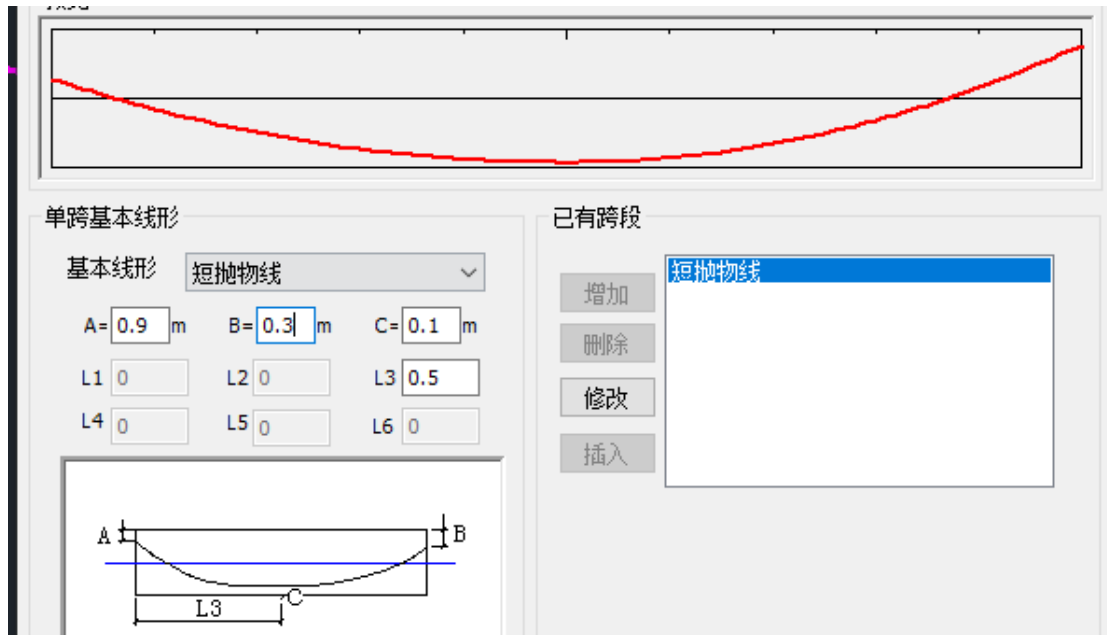 单跨基本线形
基本线形 短抛物线
A= 0.9 m B= 0.3 m C= 0.1 m
L1 0 L2 0 L3 0.5
L4 0 L5 0 L6 0
A B
L3 C
已有跨段
增加
删除
修改
插入
短抛物线